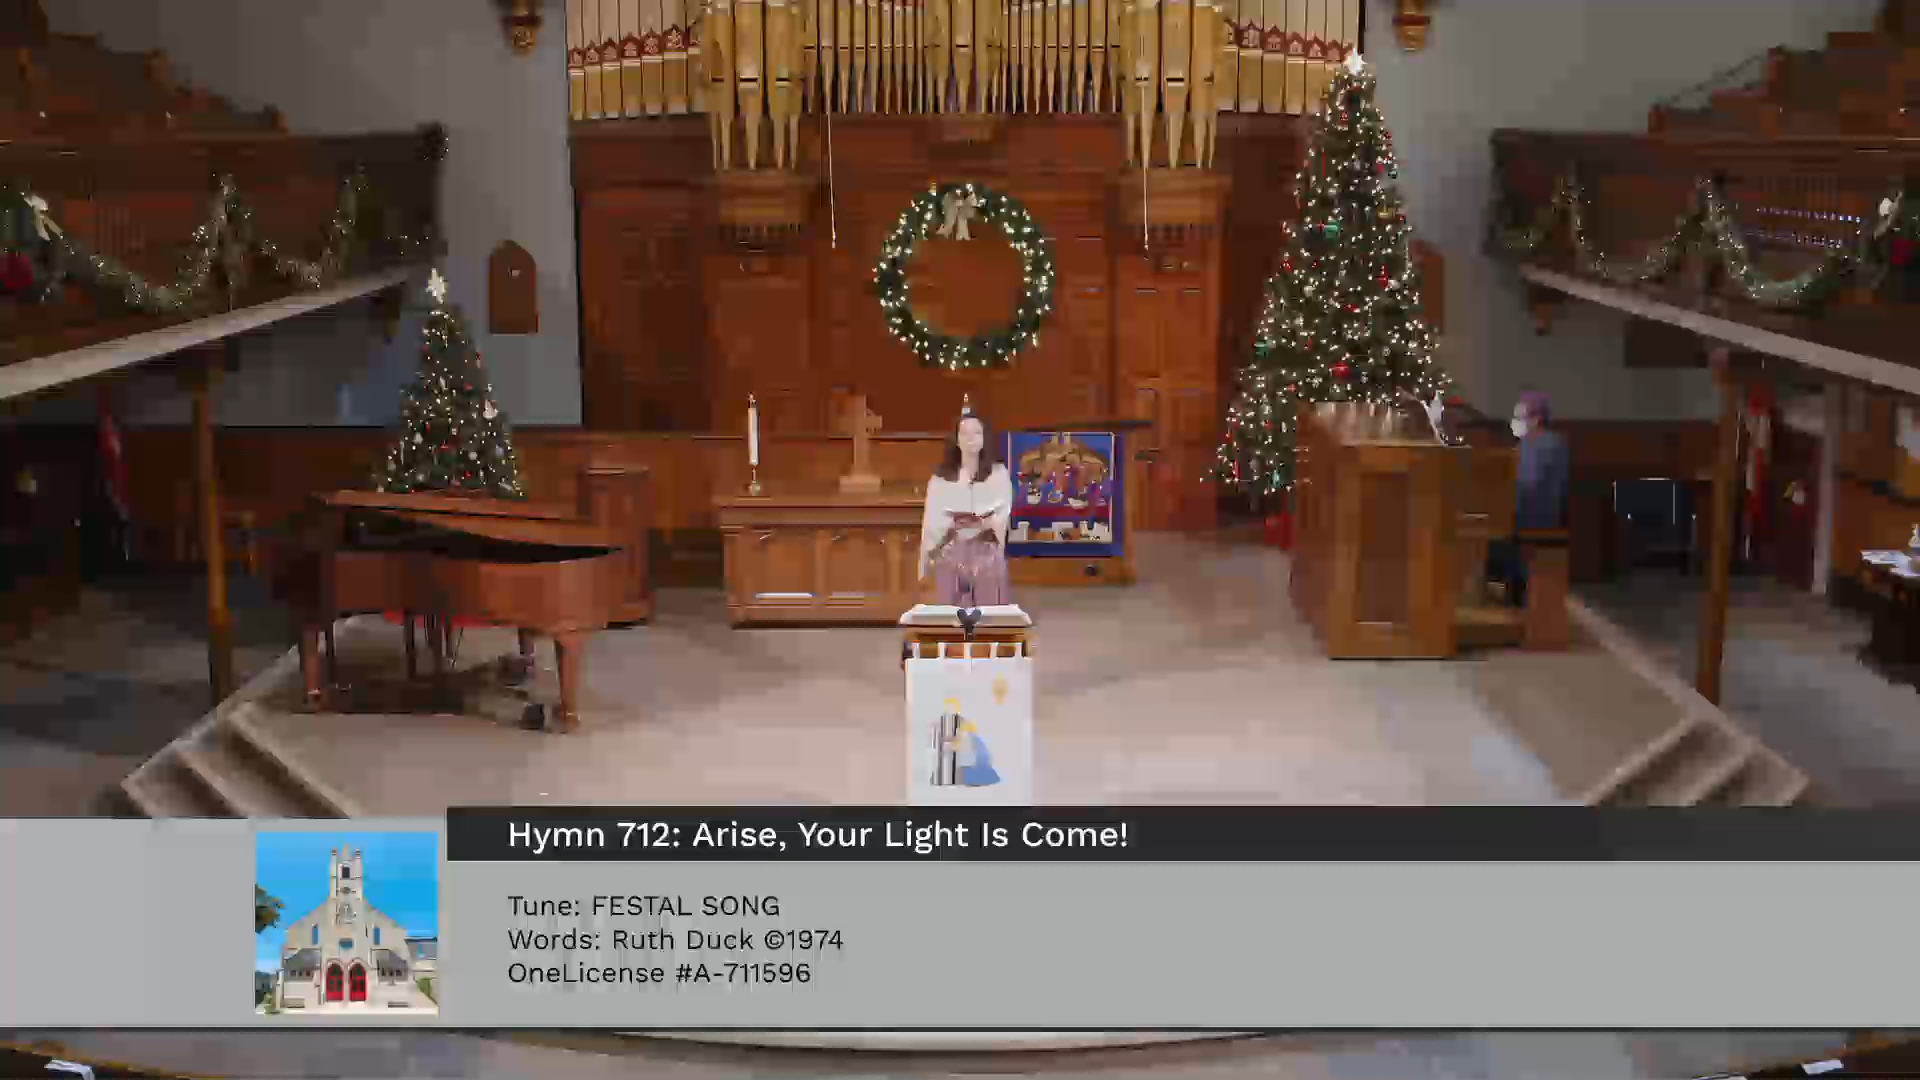 Hymn 712: Arise, Your Light Is Come!
Tune: FESTAL SONG
Words: Ruth Duck ©1974
OneLicense #A-711596